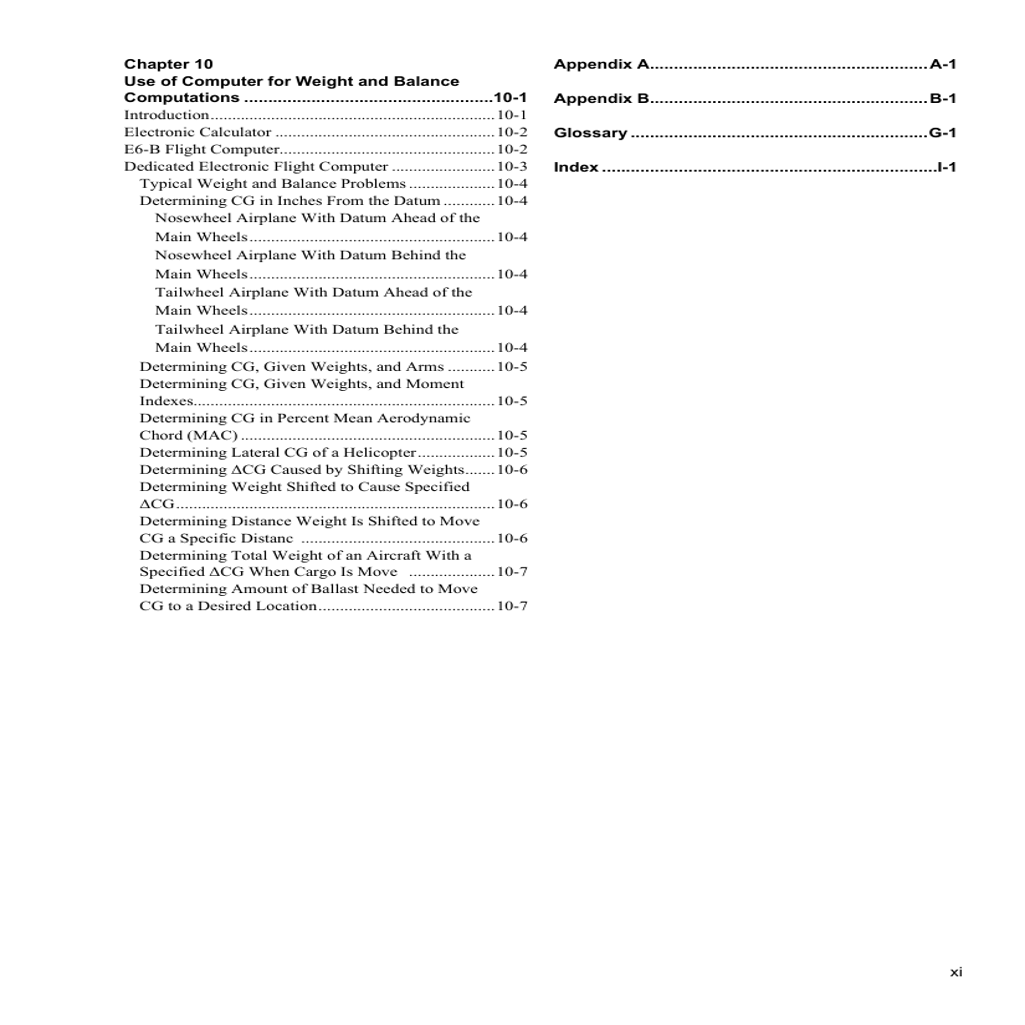 Chapter 10
Use of Computer for Weight and Balance
Computations ....................................................10-1
Introduction..................................................................10-1
Electronic Calculator ...................................................10-2
E6-B Flight Computer..................................................10-2
Dedicated Electronic Flight Computer ........................10-3
Typical Weight and Balance Problems ....................10-4
Determining CG in Inches From the Datum ............10-4
Nosewheel Airplane With Datum Ahead of the
Main Wheels.........................................................10-4
Nosewheel Airplane With Datum Behind the
Main Wheels.........................................................10-4
Tailwheel Airplane With Datum Ahead of the
Main Wheels.........................................................10-4
Tailwheel Airplane With Datum Behind the
Main Wheels.........................................................10-4
Determining CG, Given Weights, and Arms ...........10-5
Determining CG, Given Weights, and Moment
Indexes......................................................................10-5
Determining CG in Percent Mean Aerodynamic
Chord (MAC) ...........................................................10-5
Determining Lateral CG of a Helicopter..................10-5
Determining ΔCG Caused by Shifting Weights.......10-6
Determining Weight Shifted to Cause Specified
ΔCG..........................................................................10-6
Determining Distance Weight Is Shifted to Move
CG a Specific Distanc .............................................10-6
Determining Total Weight of an Aircraft With a
Specified ΔCG When Cargo Is Move ....................10-7
Determining Amount of Ballast Needed to Move
CG to a Desired Location.........................................10-7
Appendix A..........................................................A-1
Appendix B..........................................................B-1
Glossary ..............................................................G-1
Index ......................................................................I-1
xi